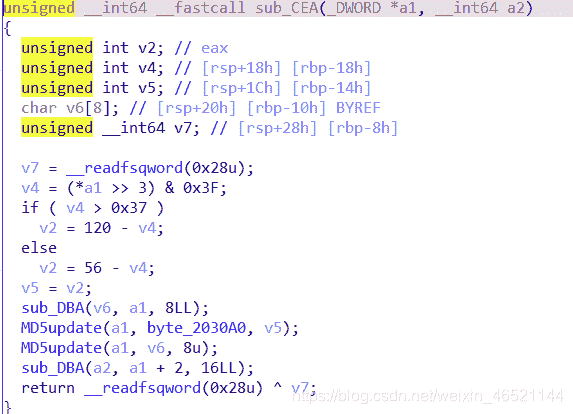 unsigned __int64 __fastcall sub_CEA(_DWORD *a1, __int64 a2)
{
  unsigned int v2; // eax
  unsigned int v4; // [rsp+18h] [rbp-18h]
  unsigned int v5; // [rsp+1Ch] [rbp-14h]
  char v6[8]; // [rsp+20h] [rbp-10h] BYREF
  unsigned __int64 v7; // [rsp+28h] [rbp-8h]

  v7 = __readfsqword(0x28u);
  v4 = (*a1 >> 3) & 0x3F;
  if ( v4 > 0x37 )
    v2 = 120 - v4;
  else
    v2 = 56 - v4;
  v5 = v2;
  sub_DBA(v6, a1, 8LL);
  MD5update(a1, byte_2030A0, v5);
  MD5update(a1, v6, 8u);
  sub_DBA(a2, a1 + 2, 16LL);
  return __readfsqword(0x28u) ^ v7;
https://blog.csdn.net/weixin_46521144
}